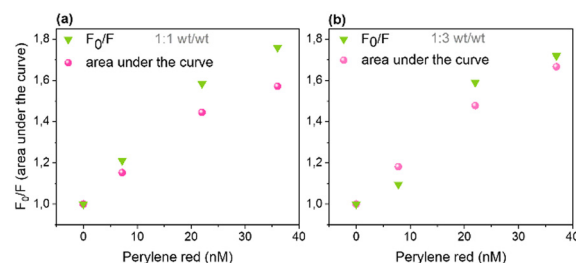 (a)
F₀/F 1:1 wt/wt
area under the curve
F₀/F (area under the curve)
1,8
1,6
1,4
1,2
1,0
0 10 20 30 40
Perylene red (nM)
(b)
F₀/F 1:3 wt/wt
area under the curve
1,8
1,6
1,4
1,2
1,0
0 10 20 30 40
Perylene red (nM)